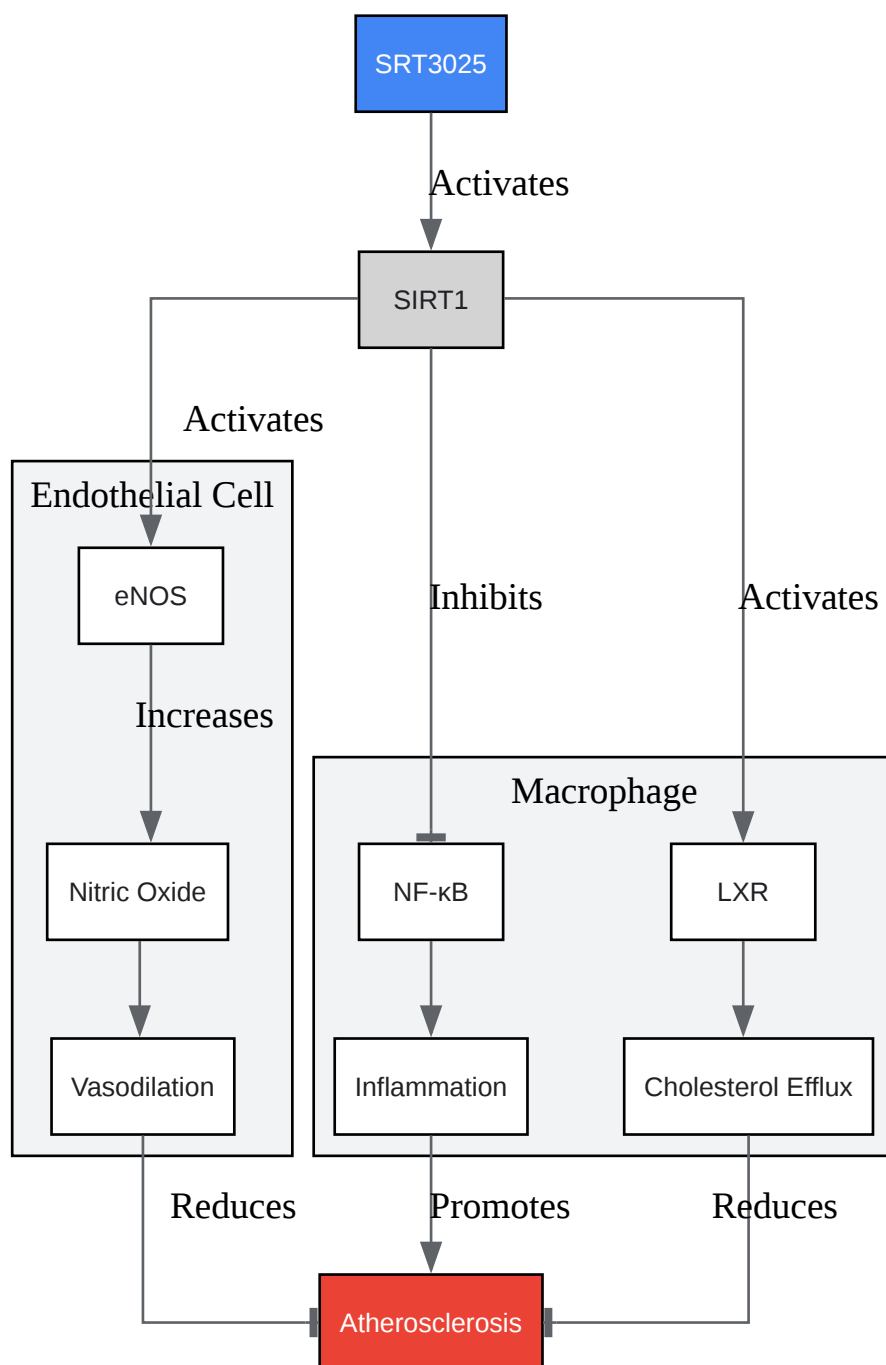 SRT3025
Activates
SIRT1
Activates
Endothelial Cell
eNOS
Inhibits
Activates
Increases
Macrophage
Nitric Oxide
NF-κB
LXR
Vasodilation
Inflammation
Cholesterol Efflux
Reduces
Promotes
Reduces
Atherosclerosis